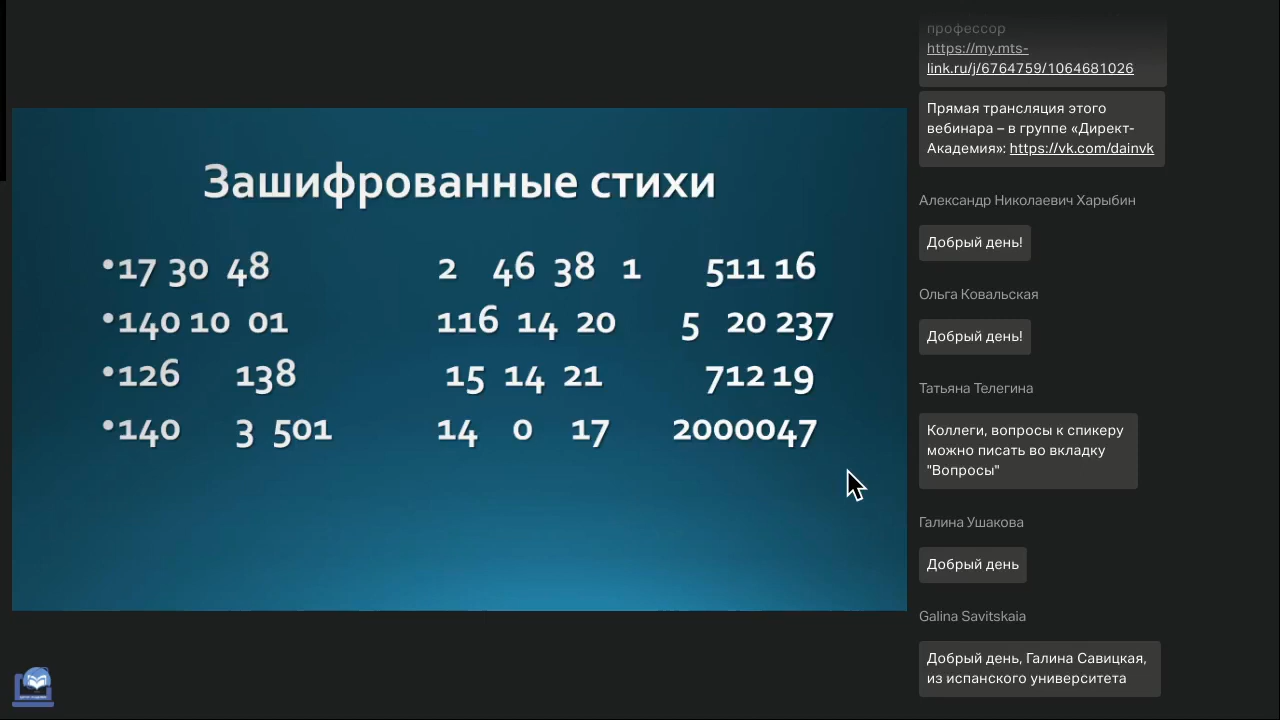 Зашифрованные стихи
•17 30 48 2 46 38 1 511 16
•140 10 01 116 14 20 5 20 237
•126 138 15 14 21 712 19
•140 3 501 14 0 17 2000047
профессор
https://my.mts-
link.ru/j/6764759/1064681026
Прямая трансляция этого
вебинара – в группе «Директ-
Академия»: https://vk.com/dainvk
Александр Николаевич Харыбин
Добрый день!
Ольга Ковальская
Добрый день!
Татьяна Телегина
Коллеги, вопросы к спикеру
можно писать во вкладку
"Вопросы"
Галина Ушакова
Добрый день
Galina Savitskaia
Добрый день, Галина Савицкая,
из испанского университета